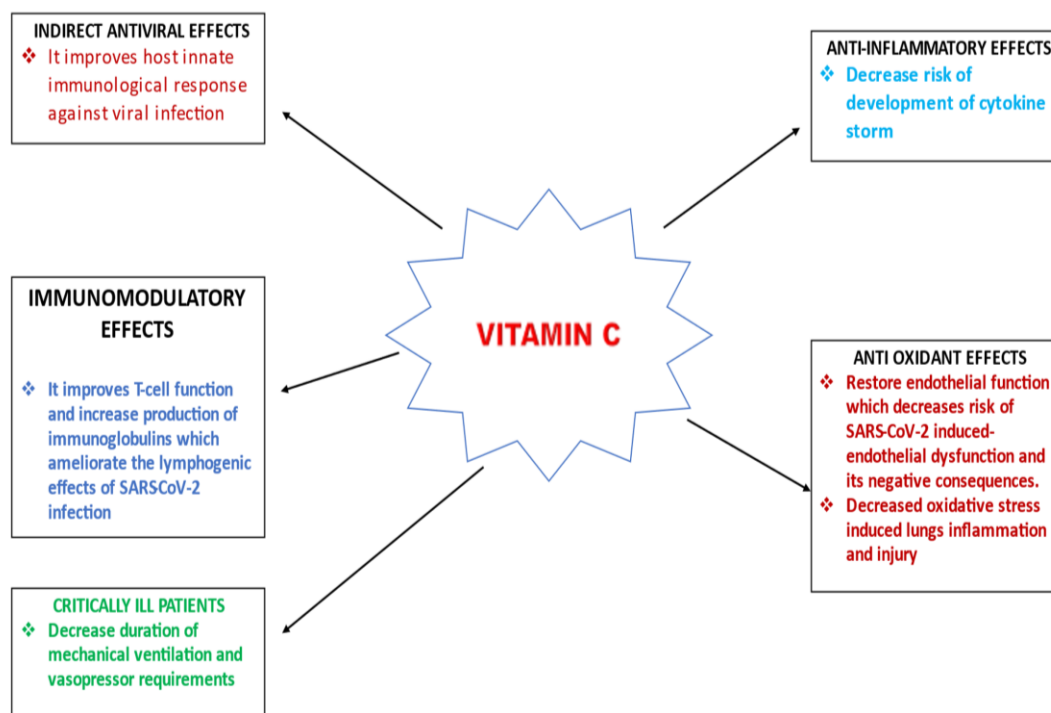 INDIRECT ANTIVIRAL EFFECTS
❖ It improves host innate
immunological response
against viral infection
ANTI-INFLAMMATORY EFFECTS
❖ Decrease risk of
development of cytokine
storm
IMMUNOMODULATORY
EFFECTS
❖ It improves T-cell function
and increase production of
immunoglobulins which
ameliorate the lymphogenic
effects of SARS-CoV-2
infection
VITAMIN C
ANTI OXIDANT EFFECTS
❖ Restore endothelial function
which decreases risk of
SARS-CoV-2 induced-
endothelial dysfunction and
its negative consequences.
❖ Decreased oxidative stress
induced lungs inflammation
and injury
CRITICALLY ILL PATIENTS
❖ Decrease duration of
mechanical ventilation and
vasopressor requirements